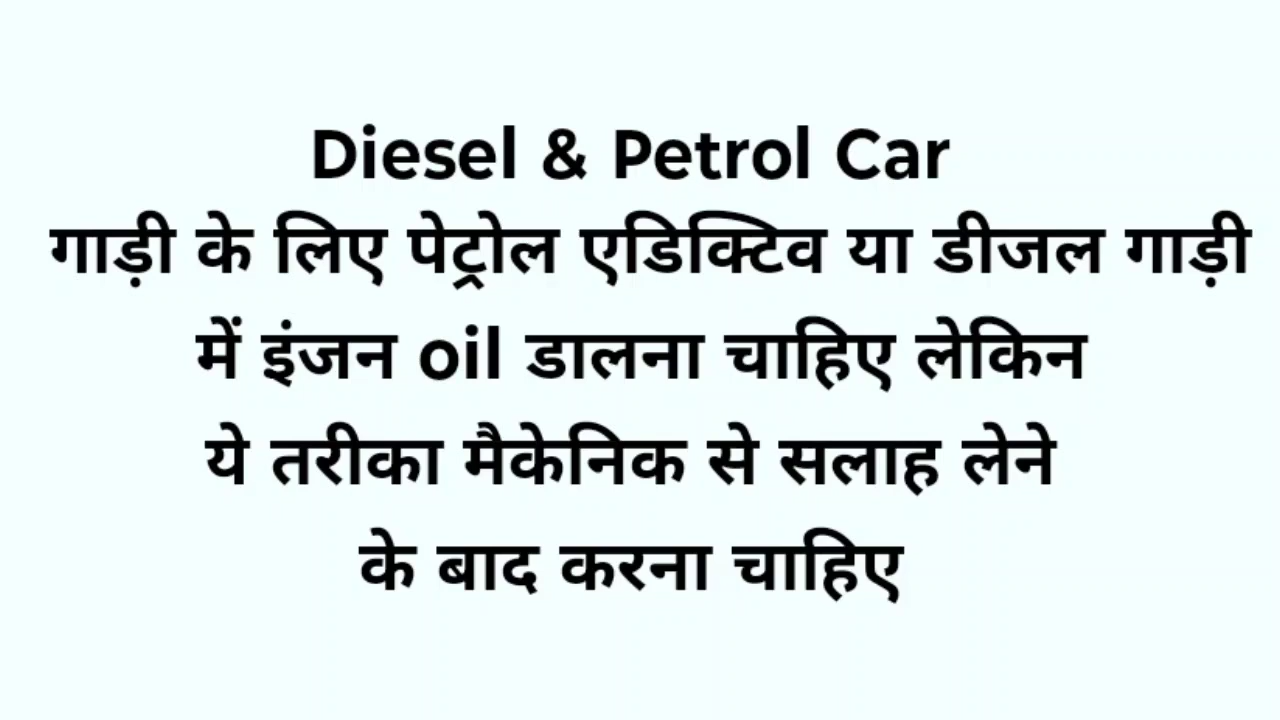 Diesel & Petrol Car
गाड़ी के लिए पेट्रोल एडिक्टिव या डीजल गाड़ी
में इंजन oil डालना चाहिए लेकिन
ये तरीका मैकेनिक से सलाह लेने
के बाद करना चाहिए